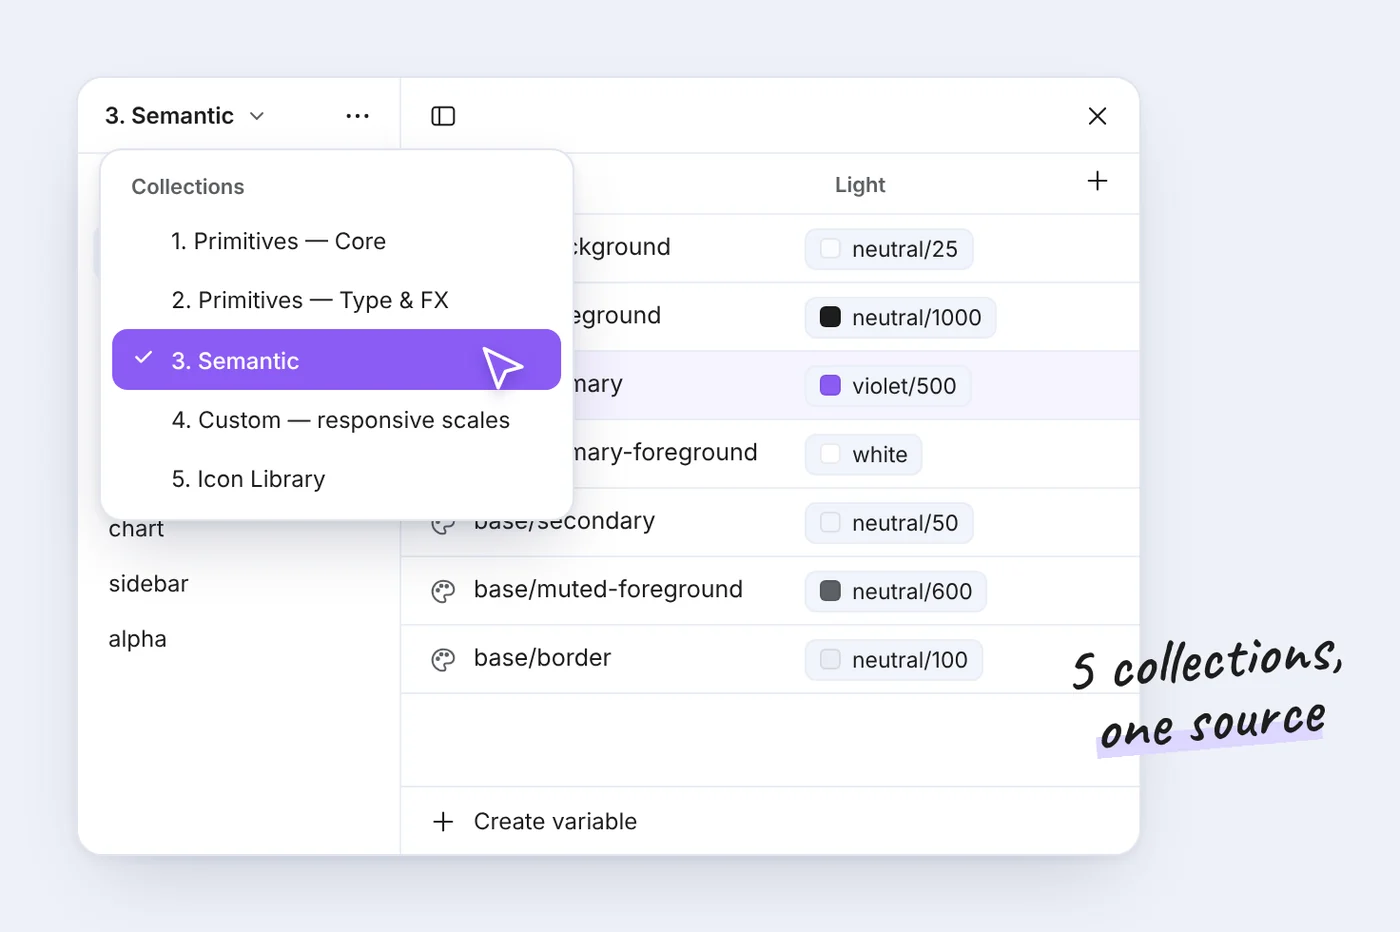 3. Semantic
Collections
1. Primitives — Core
2. Primitives — Type & FX
3. Semantic
4. Custom — responsive scales
5. Icon Library
chart
sidebar
alpha
Light
ckground neutral/25
eground neutral/1000
mary violet/500
mary-foreground white
base/secondary neutral/50
base/muted-foreground neutral/600
base/border neutral/100
Create variable
5 collections,
one source